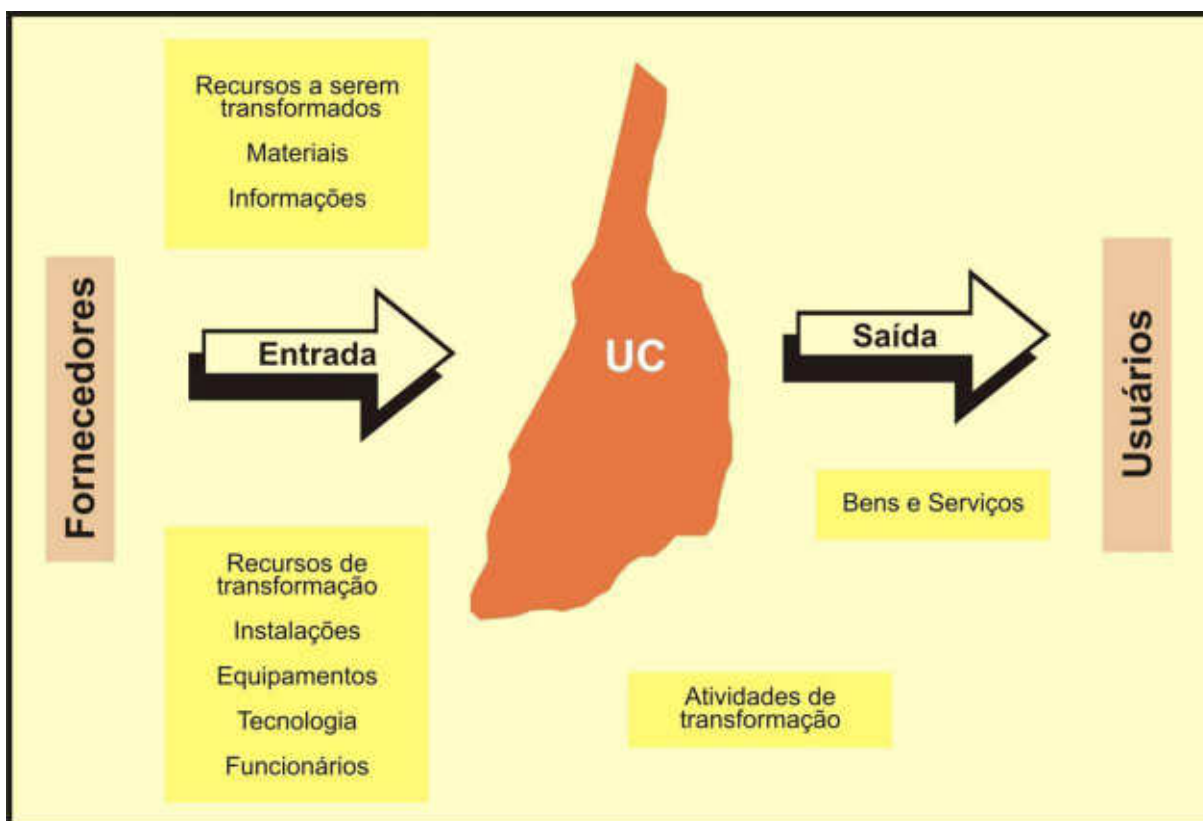 Fornecedores
Recursos a serem
transformados
Materiais
Informações
Entrada
Recursos de
transformação
Instalações
Equipamentos
Tecnologia
Funcionários
UC
Atividades de
transformação
Saída
Bens e Serviços
Usuários